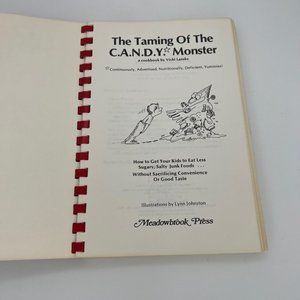 The Taming Of The
C.A.N.D.Y.☆ Monster
a cookbook by Vicki Lansky
☆Continuously, Advertised, Nutritionally, Deficient, Yummies!
How to Get Your Kids to Eat Less
Sugary, Salty Junk Foods . . .
Without Sacrificing Convenience
Or Good Taste
Illustrations by Lynn Johnston
Meadowbrook Press